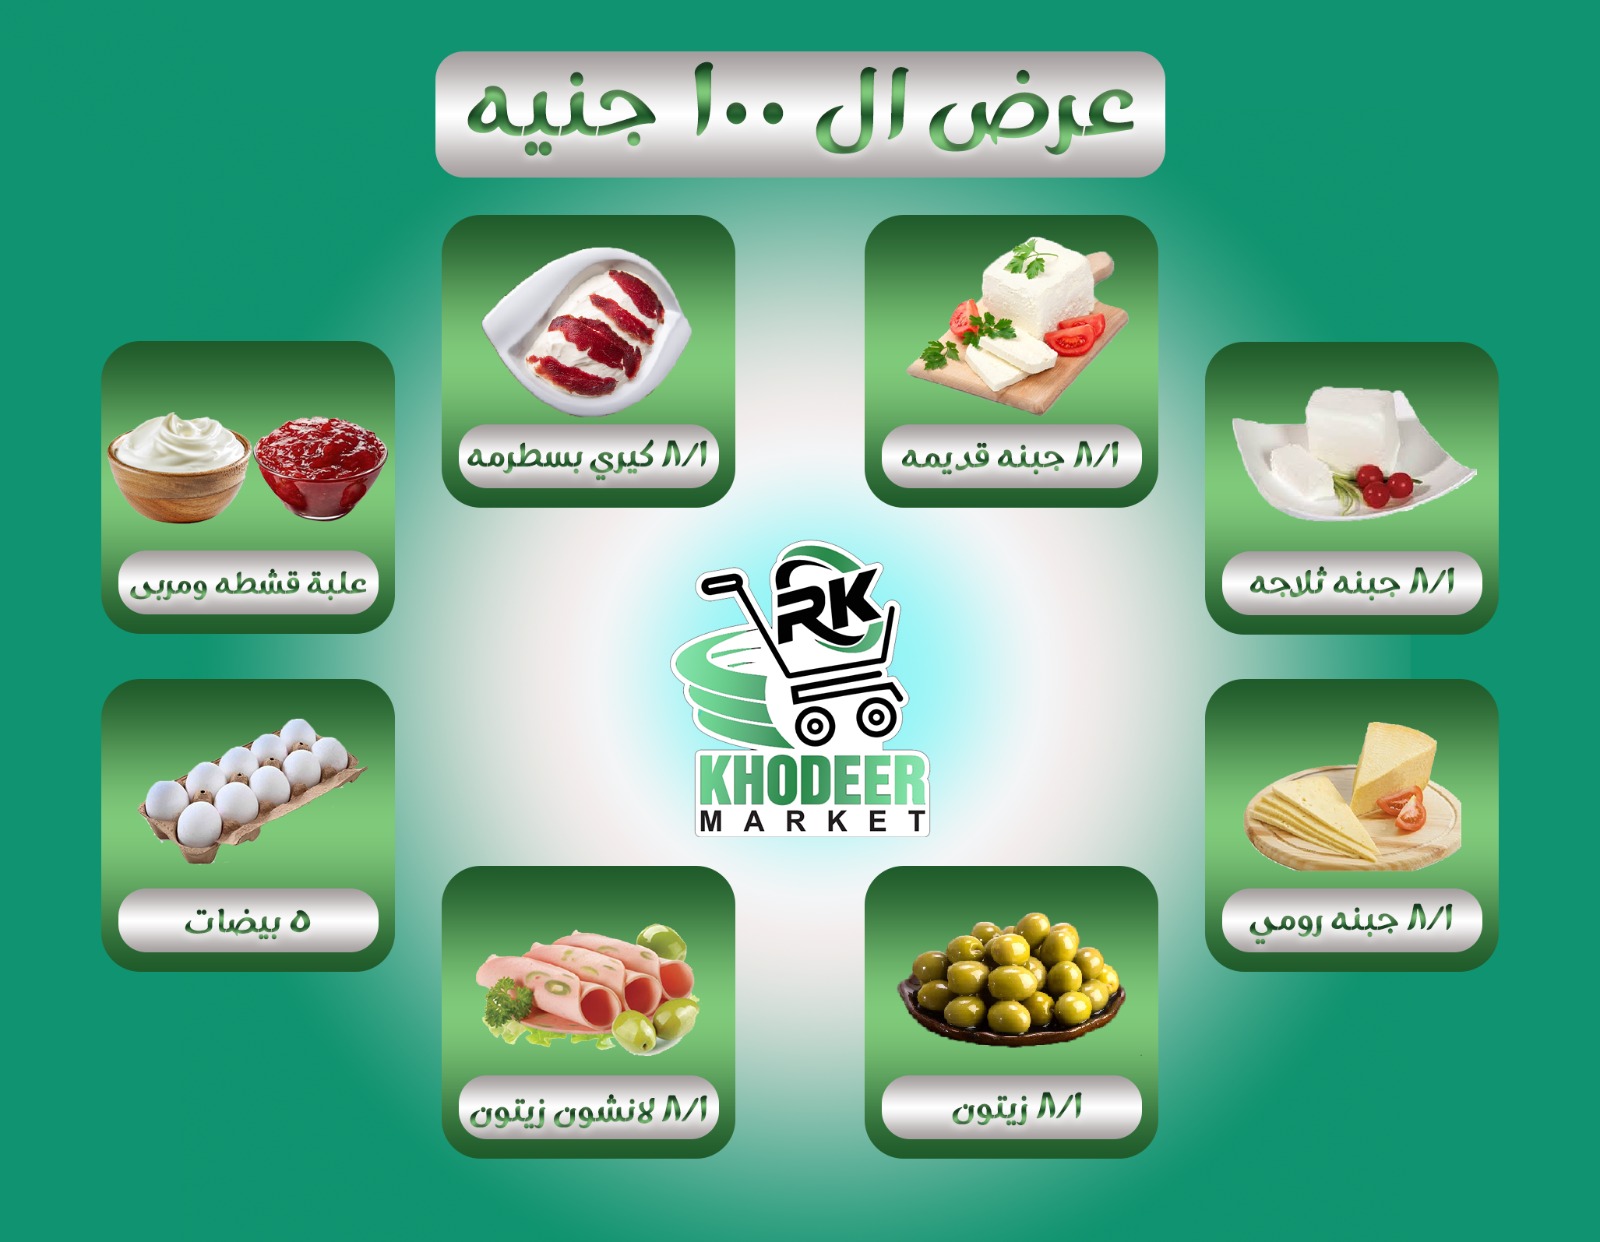 عرض ال ١٠٠ جنيه
٨/١ جبنه قديمه
٨/١ كيري بسطرمه
٨/١ جبنه ثلاجه
علبة قشطه ومربى
RK
KHODEER
MARKET
٨/١ جبنه رومي
٥ بيضات
٨/١ زيتون
٨/١ لانشون زيتون